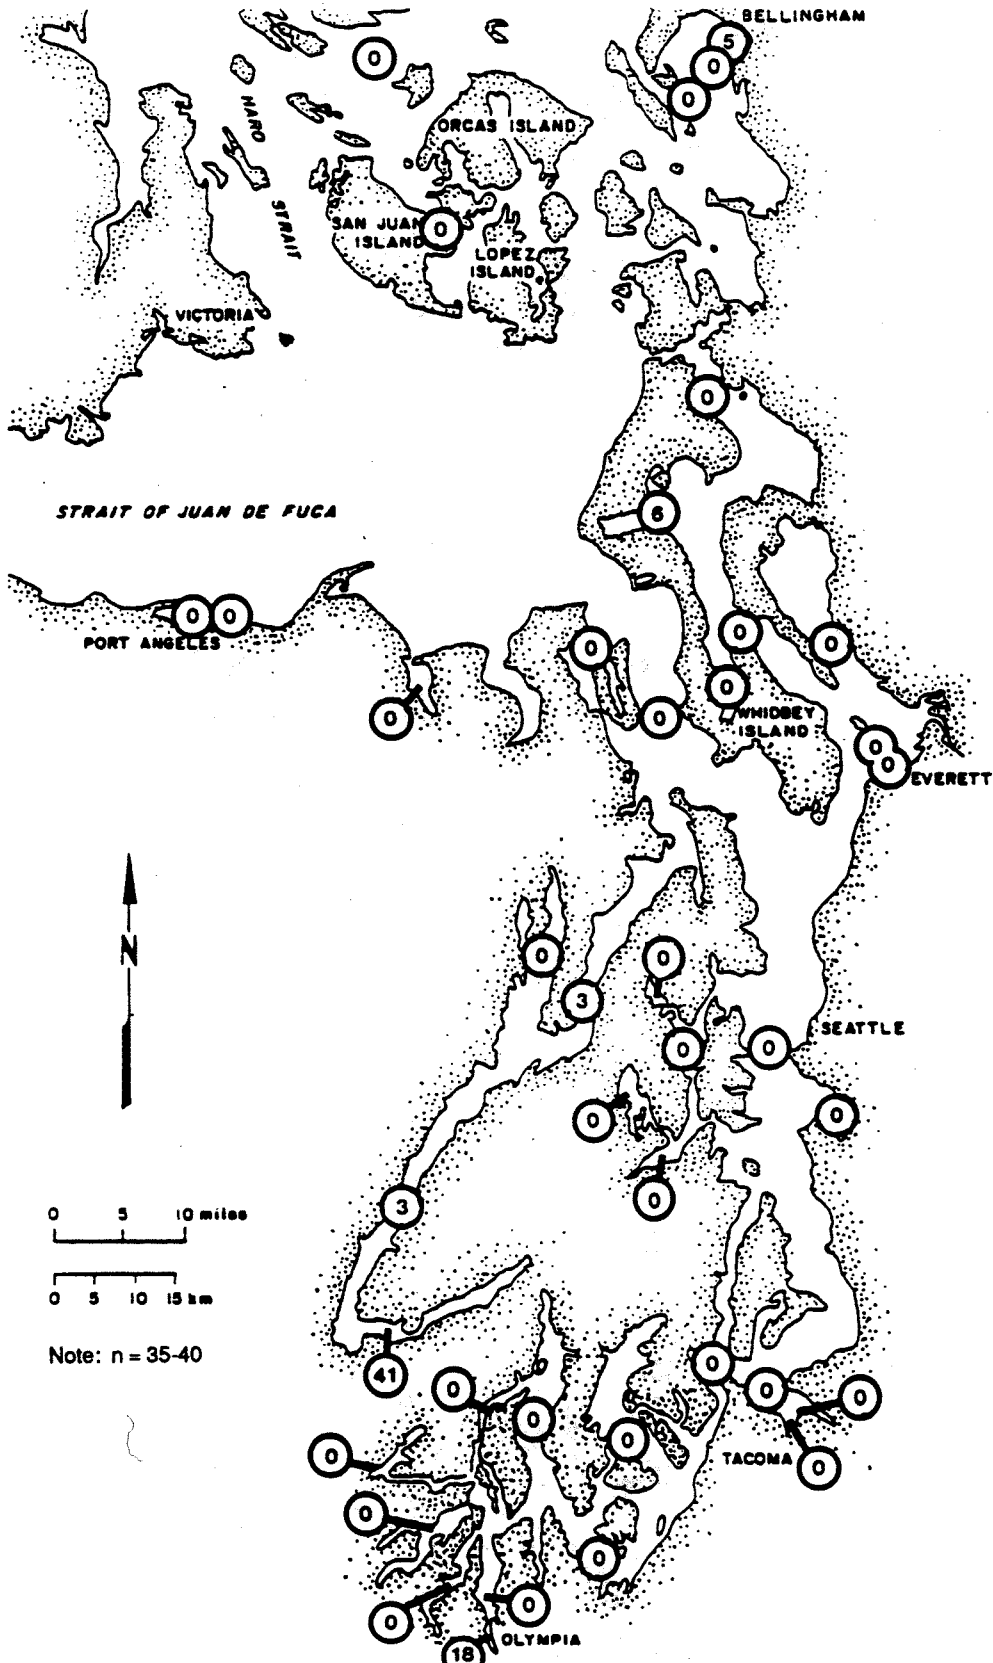 BELLINGHAM
5
0
0
0
HARO
STRAIT
ORCAS ISLAND
SAN JUAN
ISLAND
0
LOPEZ
ISLAND
VICTORIA
0
STRAIT OF JUAN DE FUCA
6
0 0
PORT ANGELES
0
0
0
0
0
0
0
WHIDBEY
ISLAND
0
0
EVERETT
N
0
0
3
SEATTLE
0
0
0
0
0
3
0 5 10 miles
0 5 10 15 km
Note: n = 35-40
0
41
0
0
0
0
0
TACOMA
0
0
0
0
0
0
0
OLYMPIA
18